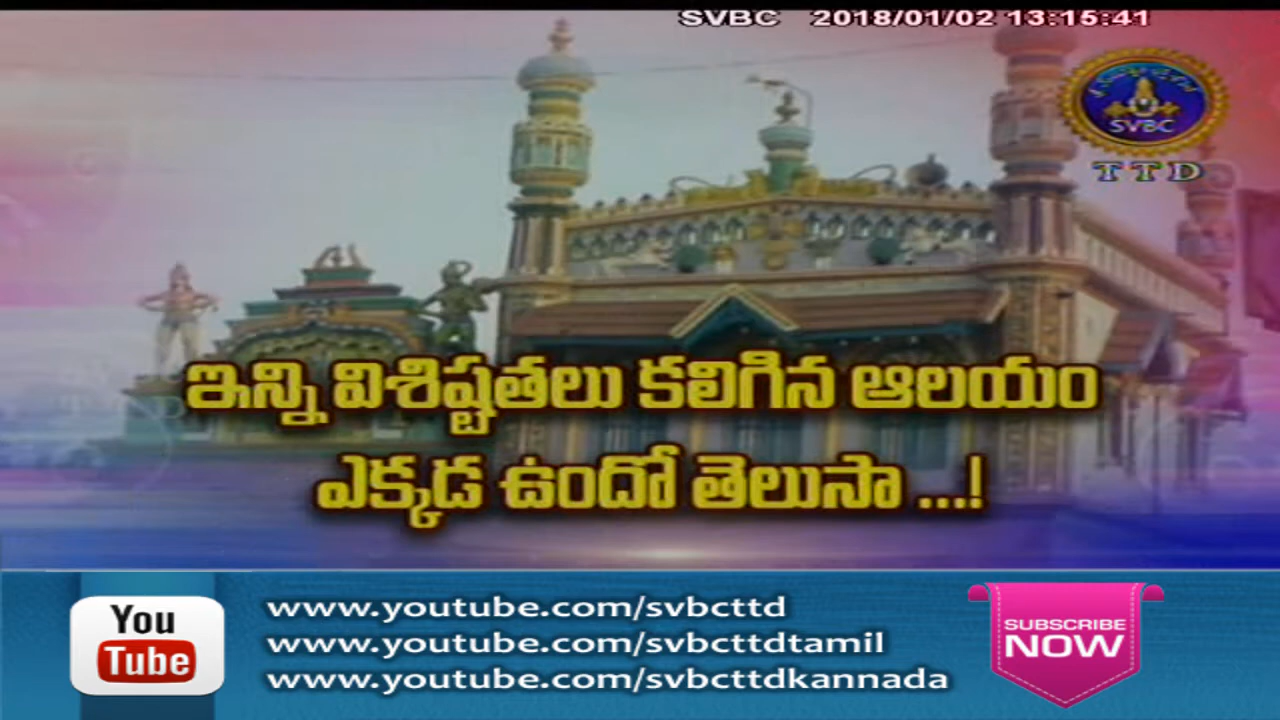 SVBC 2018/01/02 13:15:41
SVBC
TTD
ఇన్ని విశిష్టతలు కలిగిన ఆలయం
ఎక్కడ ఉందో తెలుసా ...!
You
Tube
www.youtube.com/svbcttd
www.youtube.com/svbcttdtamil
www.youtube.com/svbcttdkannada
SUBSCRIBE
NOW